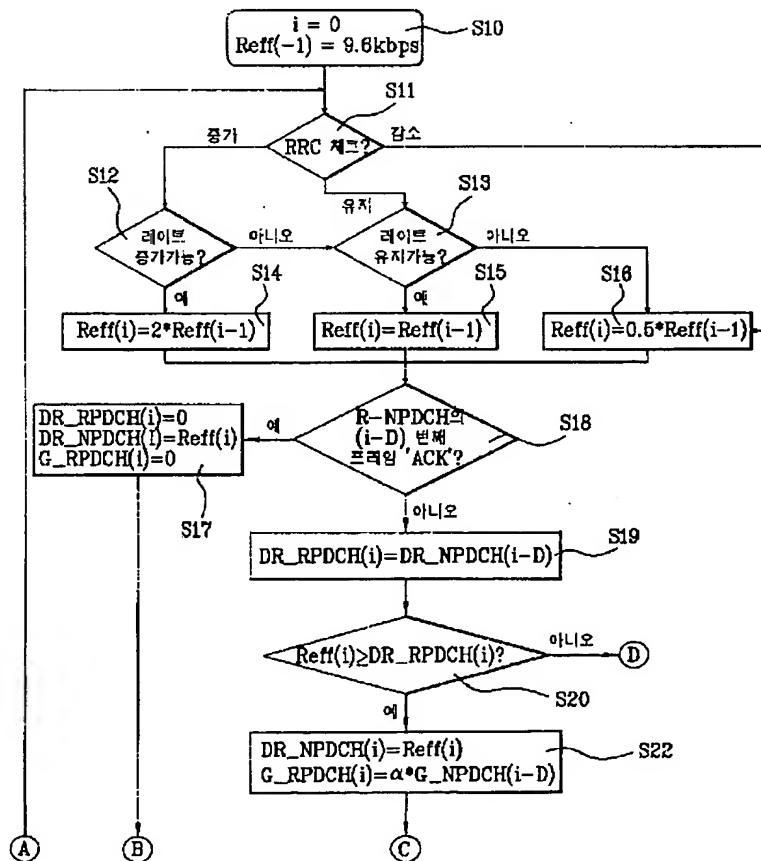 i = 0
Reff(-1) = 9.6kbps
S10
S11
증가
RRC 체크?
감소
S12
유지
S13
레이트
증가가능?
아니오
레이트
유지가능?
아니오
예
S14
예
S15
S16
Reff(i)=2*Reff(i-1)
Reff(i)=Reff(i-1)
Reff(i)=0.5*Reff(i-1)
DR_RPDCH(i)=0
DR_NPDCH(I)=Reff(i)
G_RPDCH(i)=0
예
R-NPDCH의
(i-D) 번째
프레임 'ACK'?
S18
S17
아니오
DR_RPDCH(i)=DR_NPDCH(i-D)
S19
Reff(i)≥DR_RPDCH(i)?
아니오
D
S20
예
DR_NPDCH(i)=Reff(i)
G_RPDCH(i)=α*G_NPDCH(i-D)
S22
A
B
C